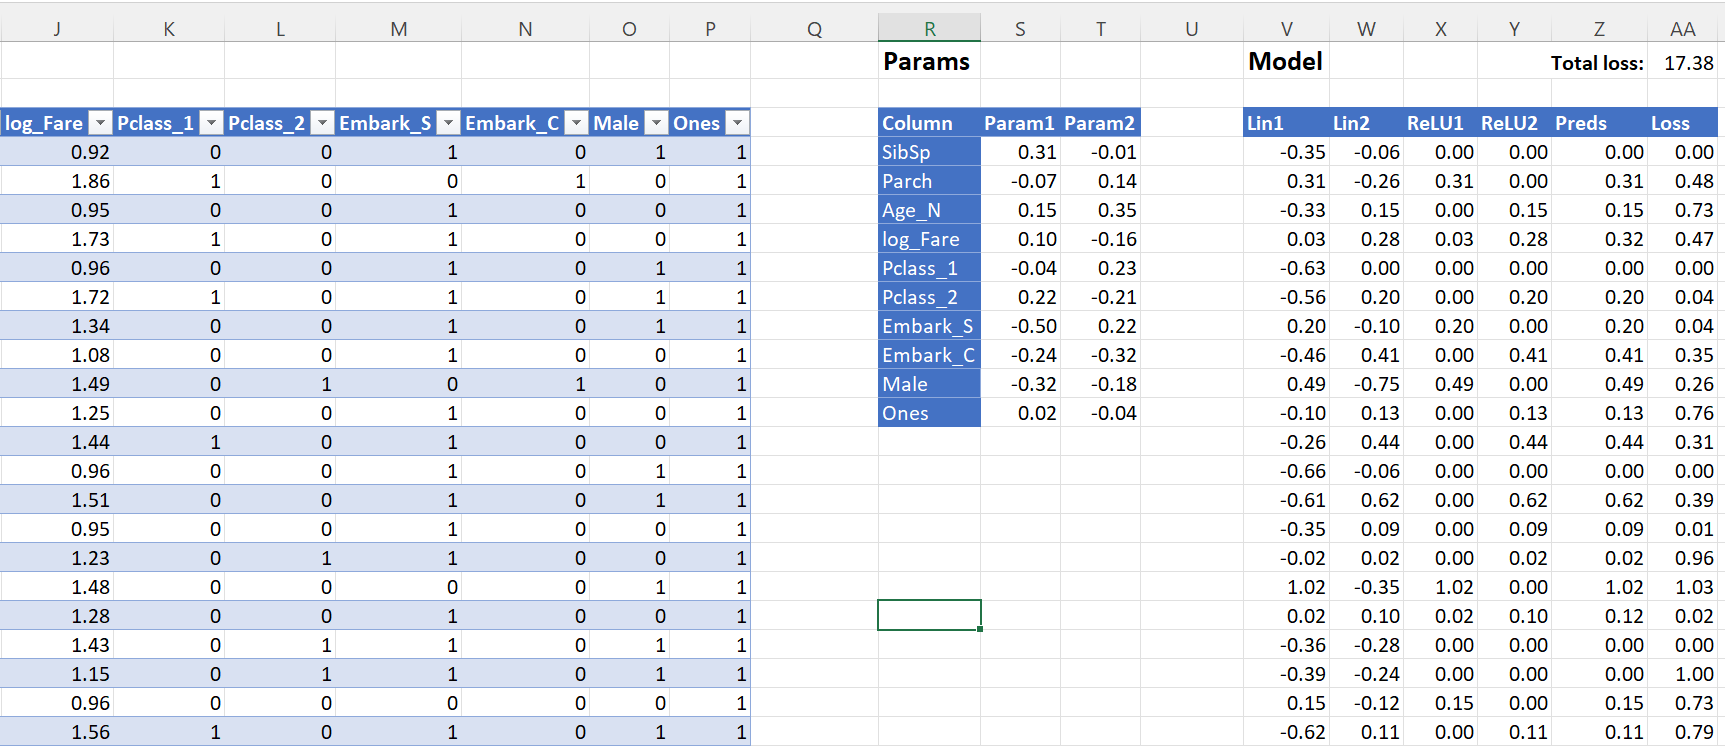 J K L M N O P Q R S T U V W X Y Z AA
Params Model Total loss: 17.38
log_Fare Pclass_1 Pclass_2 Embark_S Embark_C Male Ones Column Param1 Param2 Lin1 Lin2 ReLU1 ReLU2 Preds Loss
0.92 0 0 1 0 1 1 SibSp 0.31 -0.01 -0.35 -0.06 0.00 0.00 0.00 0.00
1.86 1 0 0 1 0 1 Parch -0.07 0.14 0.31 -0.26 0.31 0.00 0.31 0.48
0.95 0 0 1 0 0 1 Age_N 0.15 0.35 -0.33 0.15 0.00 0.15 0.15 0.73
1.73 1 0 1 0 0 1 log_Fare 0.10 -0.16 0.03 0.28 0.03 0.28 0.32 0.47
0.96 0 0 1 0 1 1 Pclass_1 -0.04 0.23 -0.63 0.00 0.00 0.00 0.00 0.00
1.72 1 0 1 0 1 1 Pclass_2 0.22 -0.21 -0.56 0.20 0.00 0.20 0.20 0.04
1.34 0 0 1 0 1 1 Embark_S -0.50 0.22 0.20 -0.10 0.20 0.00 0.20 0.04
1.08 0 0 1 0 0 1 Embark_C -0.24 -0.32 -0.46 0.41 0.00 0.41 0.41 0.35
1.49 0 1 0 1 0 1 Male -0.32 -0.18 0.49 -0.75 0.49 0.00 0.49 0.26
1.25 0 0 1 0 0 1 Ones 0.02 -0.04 -0.10 0.13 0.00 0.13 0.13 0.76
1.44 1 0 1 0 0 1 -0.26 0.44 0.00 0.44 0.44 0.31
0.96 0 0 1 0 1 1 -0.66 -0.06 0.00 0.00 0.00 0.00
1.51 0 0 1 0 1 1 -0.61 0.62 0.00 0.62 0.62 0.39
0.95 0 0 1 0 0 1 -0.35 0.09 0.00 0.09 0.09 0.01
1.23 0 1 1 0 0 1 -0.02 0.02 0.00 0.02 0.02 0.96
1.48 0 0 0 0 1 1 1.02 -0.35 1.02 0.00 1.02 1.03
1.28 0 0 1 0 0 1 0.02 0.10 0.02 0.10 0.12 0.02
1.43 0 1 1 0 1 1 -0.36 -0.28 0.00 0.00 0.00 0.00
1.15 0 1 1 0 1 1 -0.39 -0.24 0.00 0.00 0.00 1.00
0.96 0 0 0 0 0 1 0.15 -0.12 0.15 0.00 0.15 0.73
1.56 1 0 1 0 1 1 -0.62 0.11 0.00 0.11 0.11 0.79